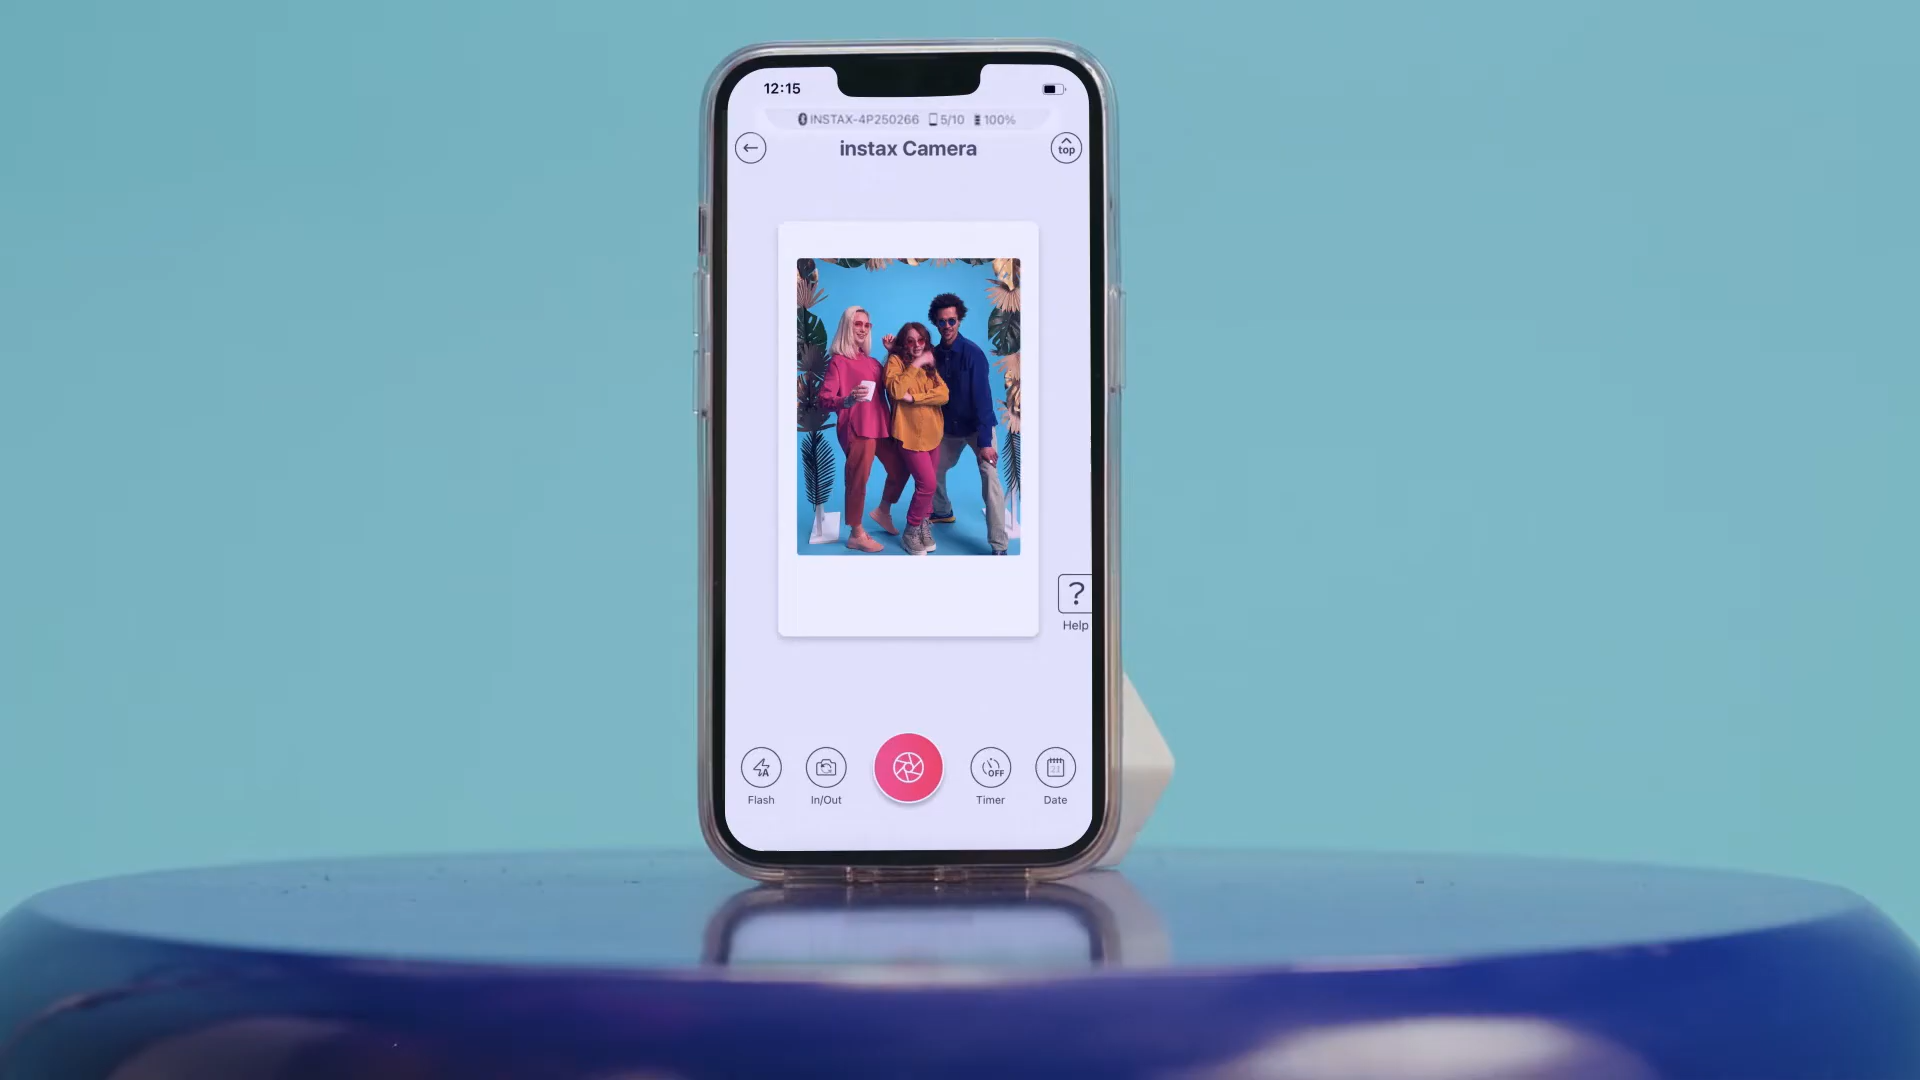 12:15
INSTAX-4P250266 5/10 100%
instax Camera
top
?
Help
A
OFF
Flash
In/Out
Timer
Date